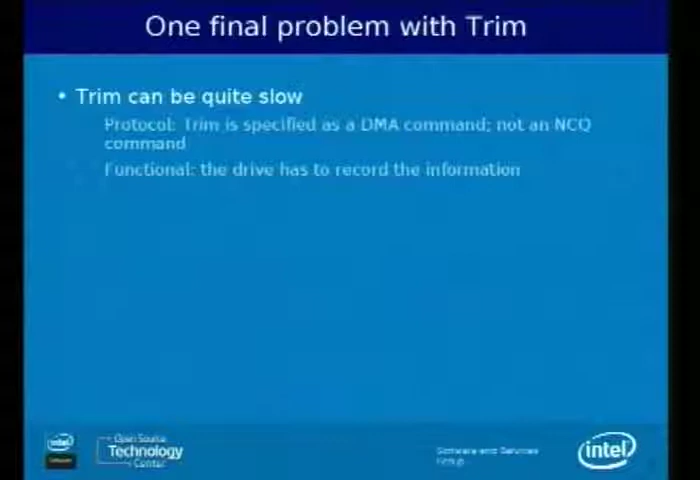 One final problem with Trim
• Trim can be quite slow
Protocol: Trim is specified as a DMA command; not an NCQ
command
Functional: the drive has to record the information
intel
Open Source
Technology
Center
Software and Services
Group
intel